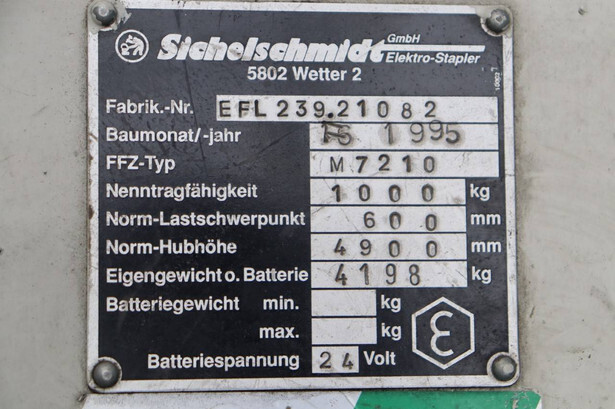 Sichelschmidt GmbH
Elektro-Stapler
5802 Wetter 2
Fabrik.-Nr. EFL 239.21082
Baumonat/-jahr 1995
FFZ-Typ M7210
Nenntragfähigkeit 1000 kg
Norm-Lastschwerpunkt 600 mm
Norm-Hubhöhe 4900 mm
Eigengewicht o. Batterie 4198 kg
Batteriegewicht min. kg
max. kg
Batteriespannung 24 Volt